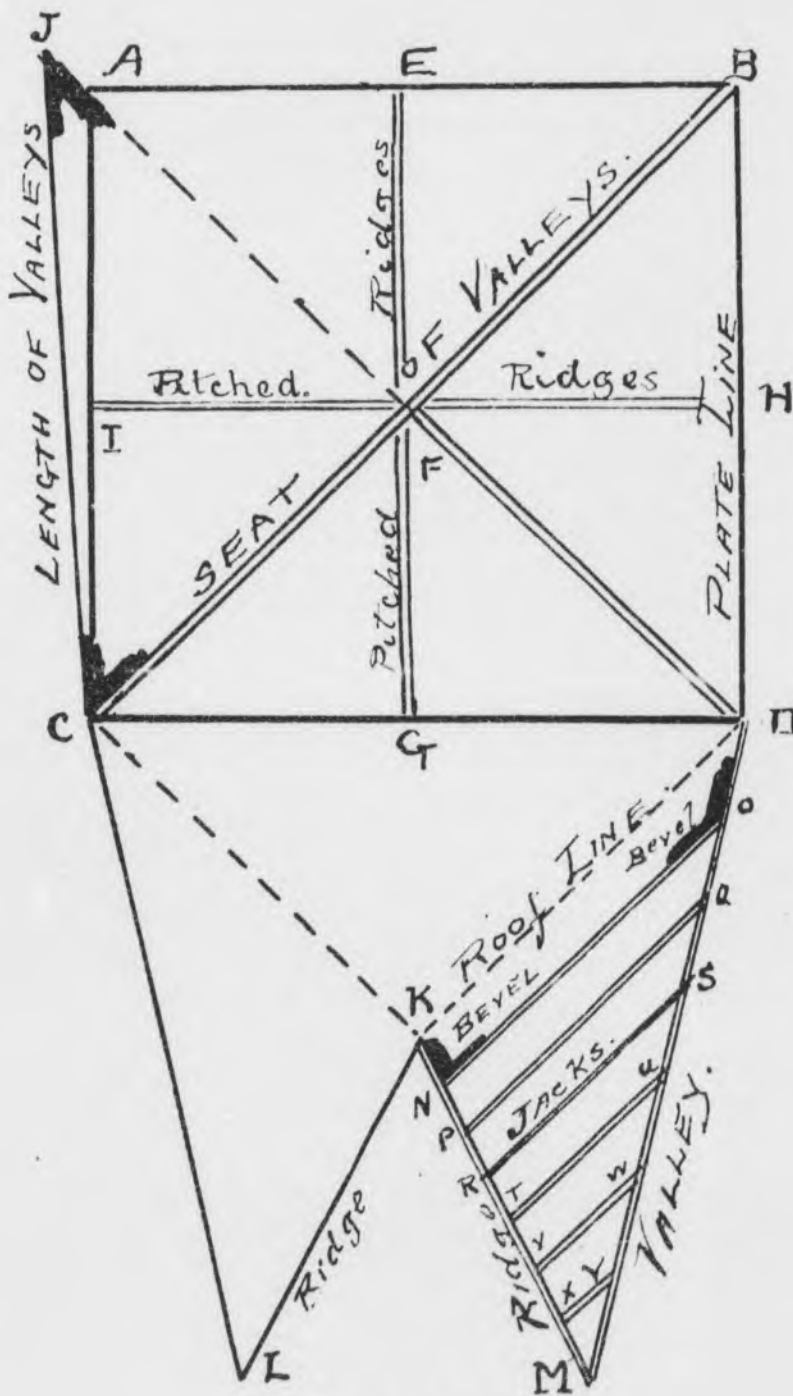 J
A
E
B
LENGTH OF VALLEYS
Ridges
OF VALLEYS.
Pitched.
Ridges
H
I
F
PLATE LINE
SEAT
Pitched
C
G
D
ROOF LINE
Bevel
O
Q
K
BEVEL
S
JACKS.
U
N
P
R
T
W
VALLEY.
V
Ridge
Ridge
X
Y
L
M